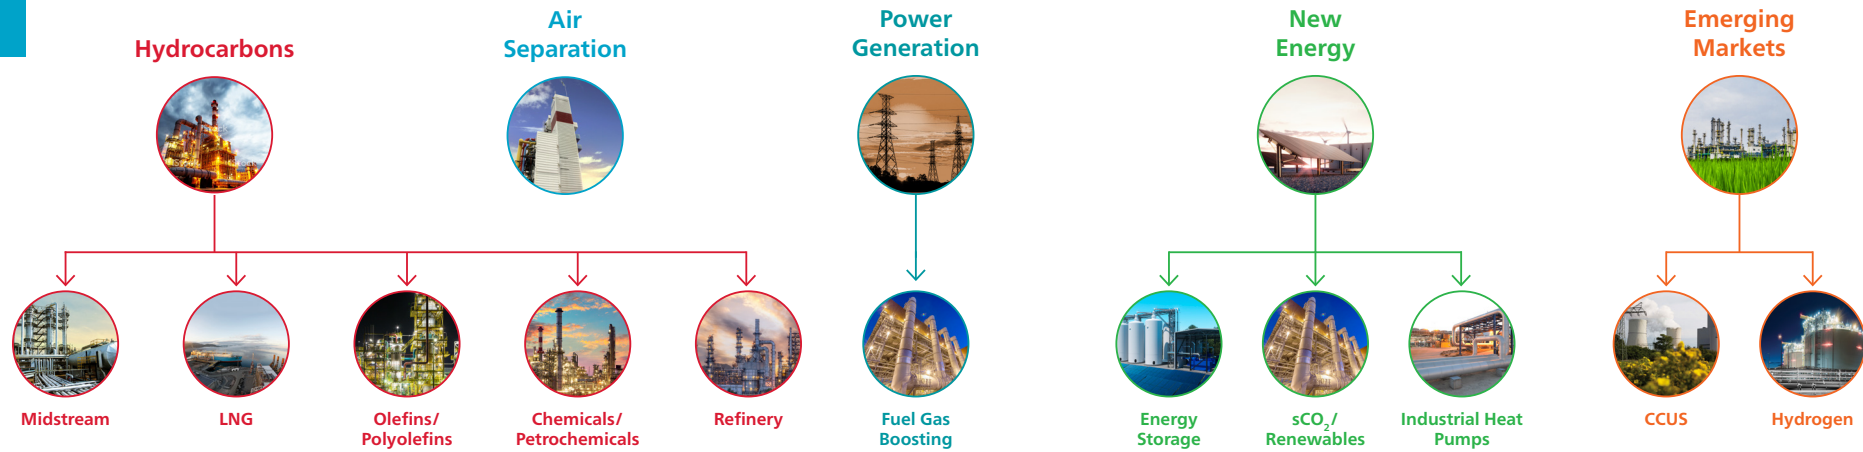 Hydrocarbons
Air
Separation
Power
Generation
New
Energy
Emerging
Markets
Midstream
LNG
Olefins/
Polyolefins
Chemicals/
Petrochemicals
Refinery
Fuel Gas
Boosting
Energy
Storage
sCO₂/
Renewables
Industrial Heat
Pumps
CCUS
Hydrogen